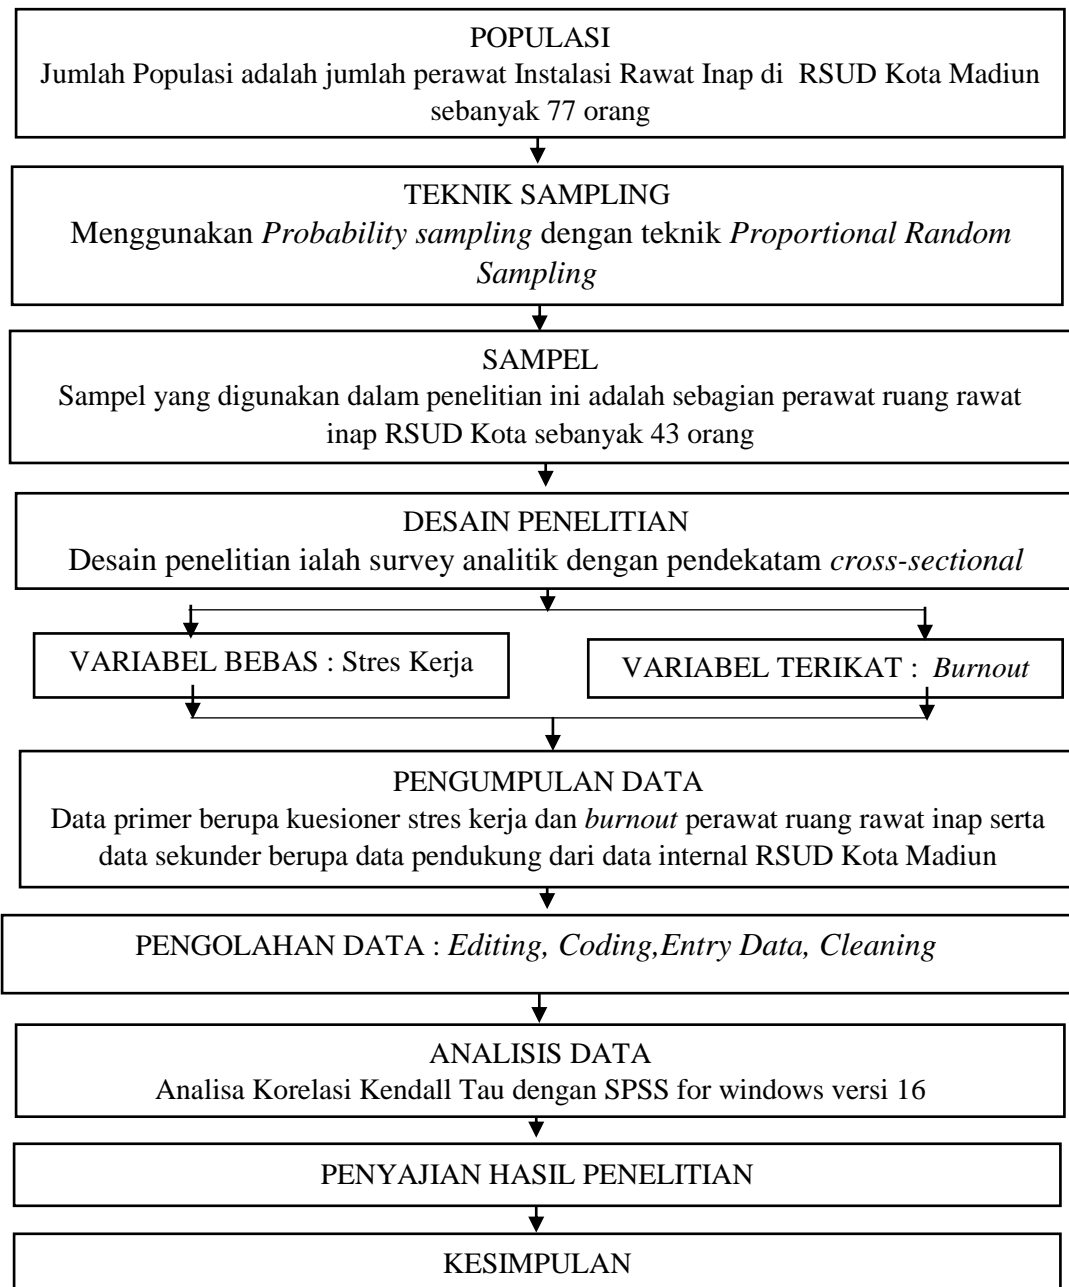 POPULASI
Jumlah Populasi adalah jumlah perawat Instalasi Rawat Inap di RSUD Kota Madiun
sebanyak 77 orang
TEKNIK SAMPLING
Menggunakan Probability sampling dengan teknik Proportional Random
Sampling
SAMPEL
Sampel yang digunakan dalam penelitian ini adalah sebagian perawat ruang rawat
inap RSUD Kota sebanyak 43 orang
DESAIN PENELITIAN
Desain penelitian ialah survey analitik dengan pendekatam cross-sectional
VARIABEL BEBAS : Stres Kerja
VARIABEL TERIKAT : Burnout
PENGUMPULAN DATA
Data primer berupa kuesioner stres kerja dan burnout perawat ruang rawat inap serta
data sekunder berupa data pendukung dari data internal RSUD Kota Madiun
PENGOLAHAN DATA : Editing, Coding,Entry Data, Cleaning
ANALISIS DATA
Analisa Korelasi Kendall Tau dengan SPSS for windows versi 16
PENYAJIAN HASIL PENELITIAN
KESIMPULAN